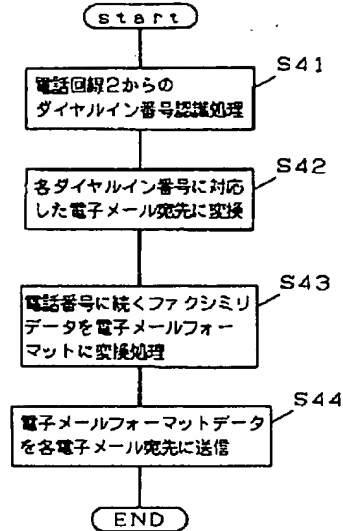 start
S41
電話回線2からの
ダイヤルイン番号認識処理
S42
各ダイヤルイン番号に対応
した電子メール宛先に変換
S43
電話番号に続くファクシミリ
データを電子メールフォー
マットに変換処理
S44
電子メールフォーマットデータ
を各電子メール宛先に送信
END